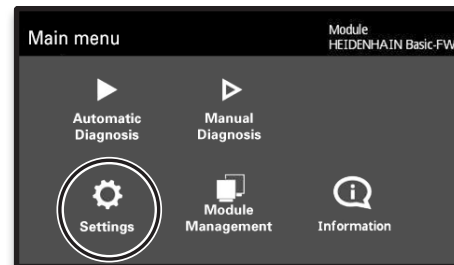 Main menu
Module
HEIDENHAIN Basic-FW
Automatic
Diagnosis
Manual
Diagnosis
Settings
Module
Management
Information